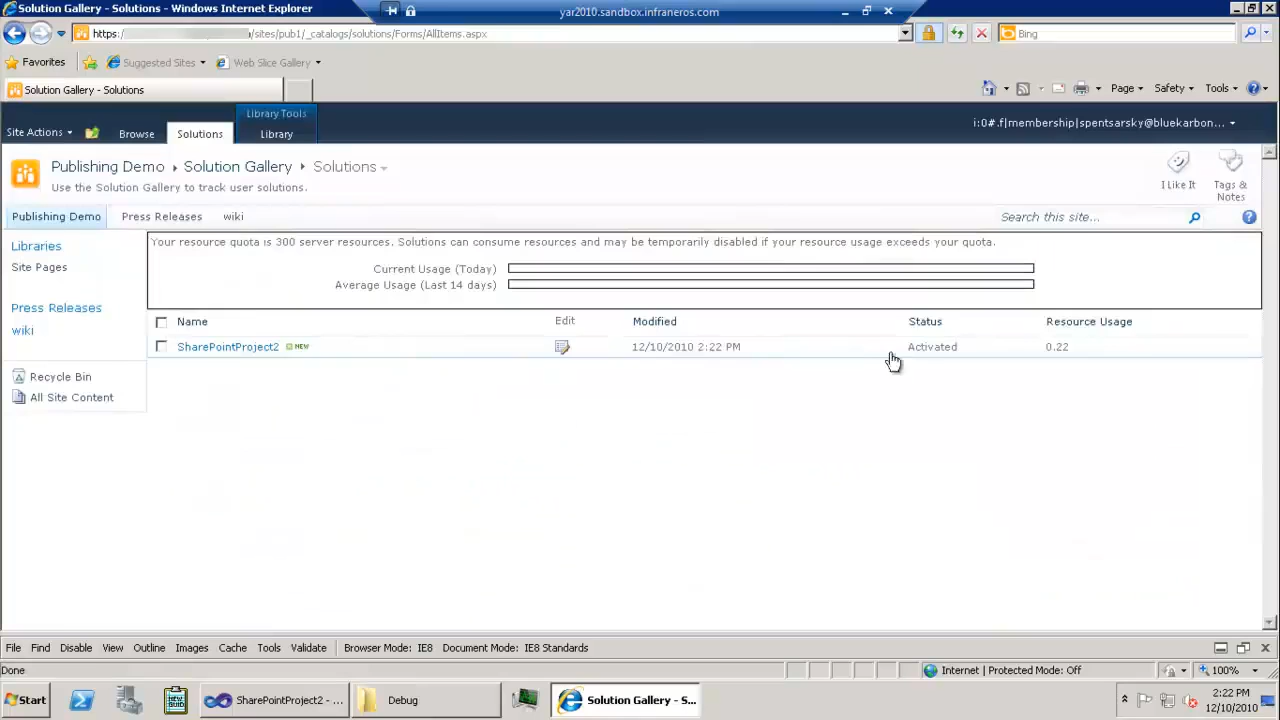 Solution Gallery - Solutions - Windows Internet Explorer
yar2010.sandbox.infraneros.com
https:
/sites/pub1/_catalogs/solutions/Forms/AllItems.aspx
Bing
Favorites
Suggested Sites
Web Slice Gallery
Solution Gallery - Solutions
Page
Safety
Tools
Library Tools
Site Actions
Browse
Solutions
Library
i:0#.f|membership|spentsarsky@bluekarbon...
Publishing Demo
Solution Gallery
Solutions
Use the Solution Gallery to track user solutions.
I Like It
Tags &
Notes
Publishing Demo
Press Releases
wiki
Search this site...
Libraries
Site Pages
Press Releases
wiki
Recycle Bin
All Site Content
Your resource quota is 300 server resources. Solutions can consume resources and may be temporarily disabled if your resource usage exceeds your quota.
Current Usage (Today)
Average Usage (Last 14 days)
Name
Edit
Modified
Status
Resource Usage
SharePointProject2
NEW
12/10/2010 2:22 PM
Activated
0.22
File
Find
Disable
View
Outline
Images
Cache
Tools
Validate
Browser Mode: IE8
Document Mode: IE8 Standards
Done
Internet | Protected Mode: Off
100%
Start
SharePointProject2 - ...
Debug
Solution Gallery - S...
2:22 PM
12/10/2010